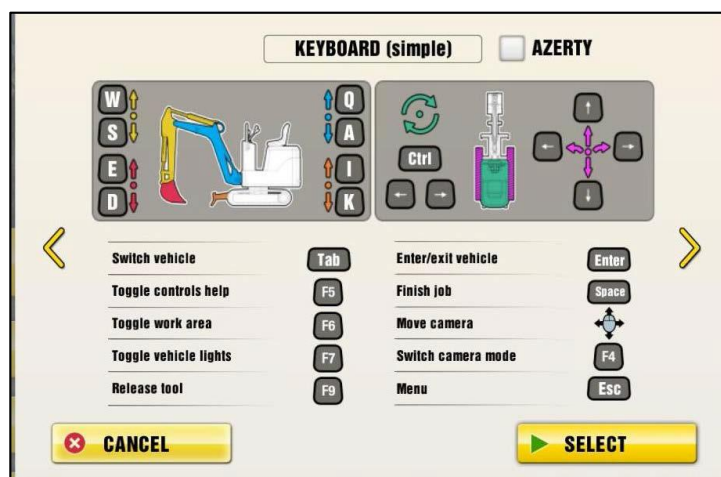 KEYBOARD (simple) AZERTY
W Q
S A
E I
D K
Ctrl
Switch vehicle Tab
Enter/exit vehicle Enter
Toggle controls help F5
Finish job Space
Toggle work area F6
Move camera
Toggle vehicle lights F7
Switch camera mode F4
Release tool F9
Menu Esc
CANCEL
SELECT